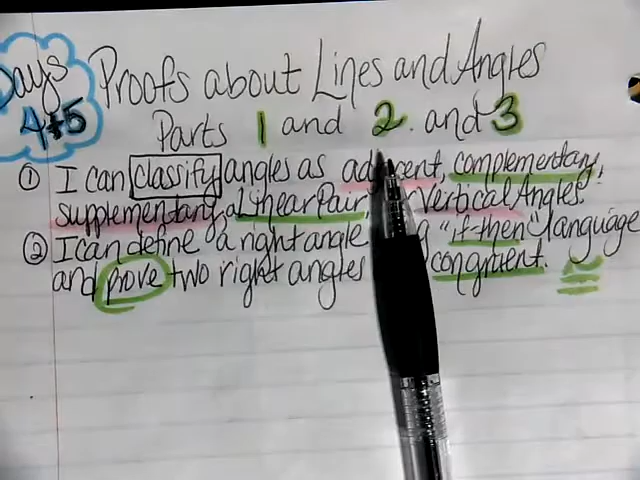 Days Proofs about Lines and Angles
4+5 Parts 1 and 2. and 3
① I can classify angles as adjacent, complementary,
supplementary, a Linear Pair, Vertical Angles.
② I can define a right angle "if-then" language
and prove two right angles congruent.